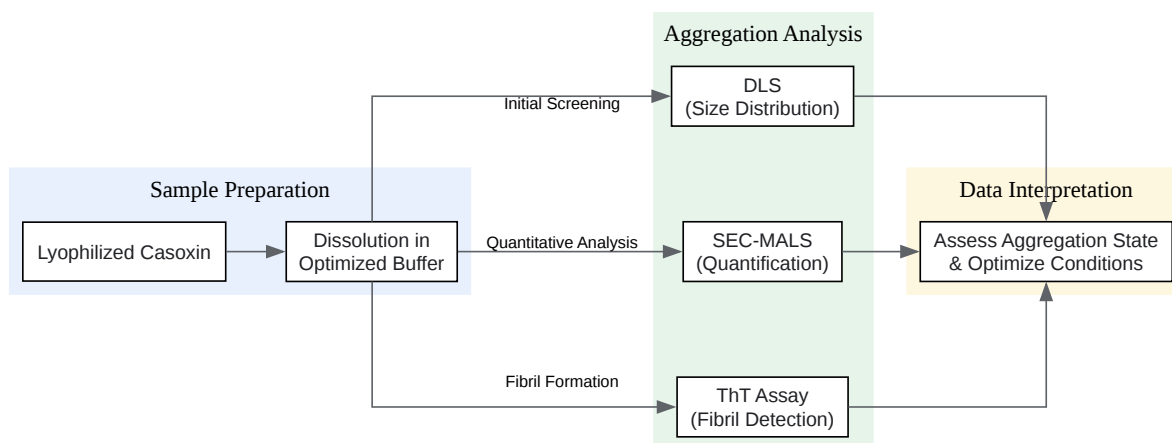 Aggregation Analysis
DLS
(Size Distribution)
Initial Screening
Sample Preparation
Data Interpretation
Lyophilized Casoxin
Dissolution in
Optimized Buffer
Quantitative Analysis
SEC-MALS
(Quantification)
Assess Aggregation State
& Optimize Conditions
Fibril Formation
ThT Assay
(Fibril Detection)